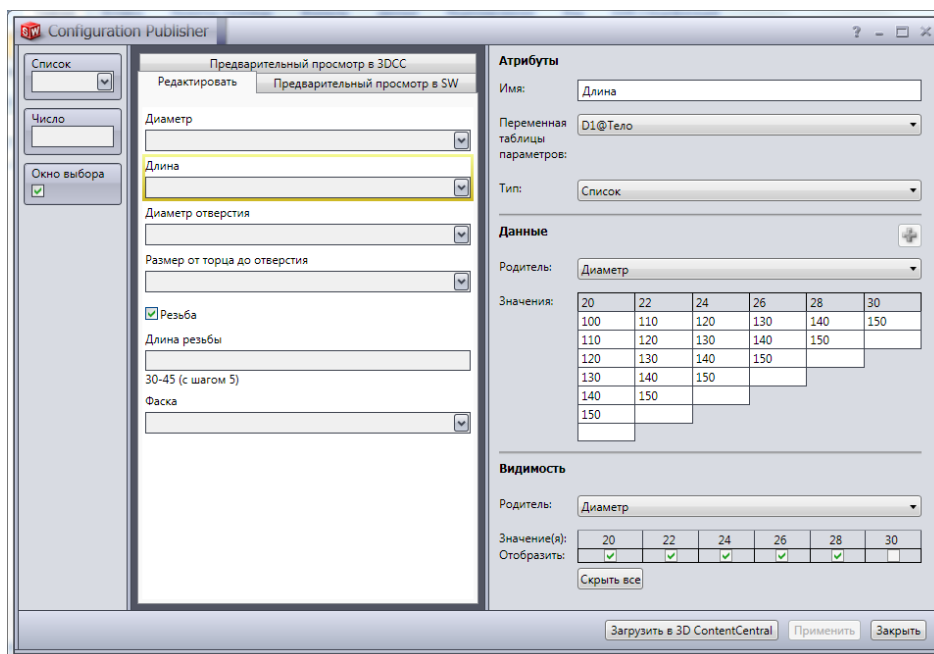 Configuration Publisher
Список
Число
Окно выбора
Предварительный просмотр в 3DCC
Редактировать
Предварительный просмотр в SW
Диаметр
Длина
Диаметр отверстия
Размер от торца до отверстия
Резьба
Длина резьбы
30-45 (с шагом 5)
Фаска
Атрибуты
Имя: Длина
Переменная таблицы параметров: D1@Тело
Тип: Список
Данные
Родитель: Диаметр
Значения: 20 22 24 26 28 30
100 110 120 130 140 150
110 120 130 140 150
120 130 140 150
130 140 150
140 150
150
Видимость
Родитель: Диаметр
Значение(я): 20 22 24 26 28 30
Отобразить:
Скрыть все
Загрузить в 3D ContentCentral Применить Закрыть